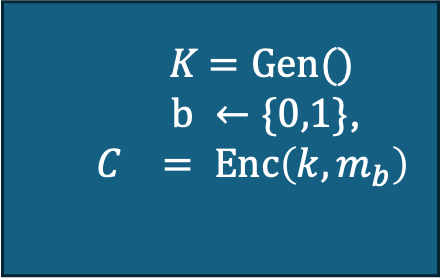 K = Gen()
b ← {0,1},
C = Enc(k, m_b)